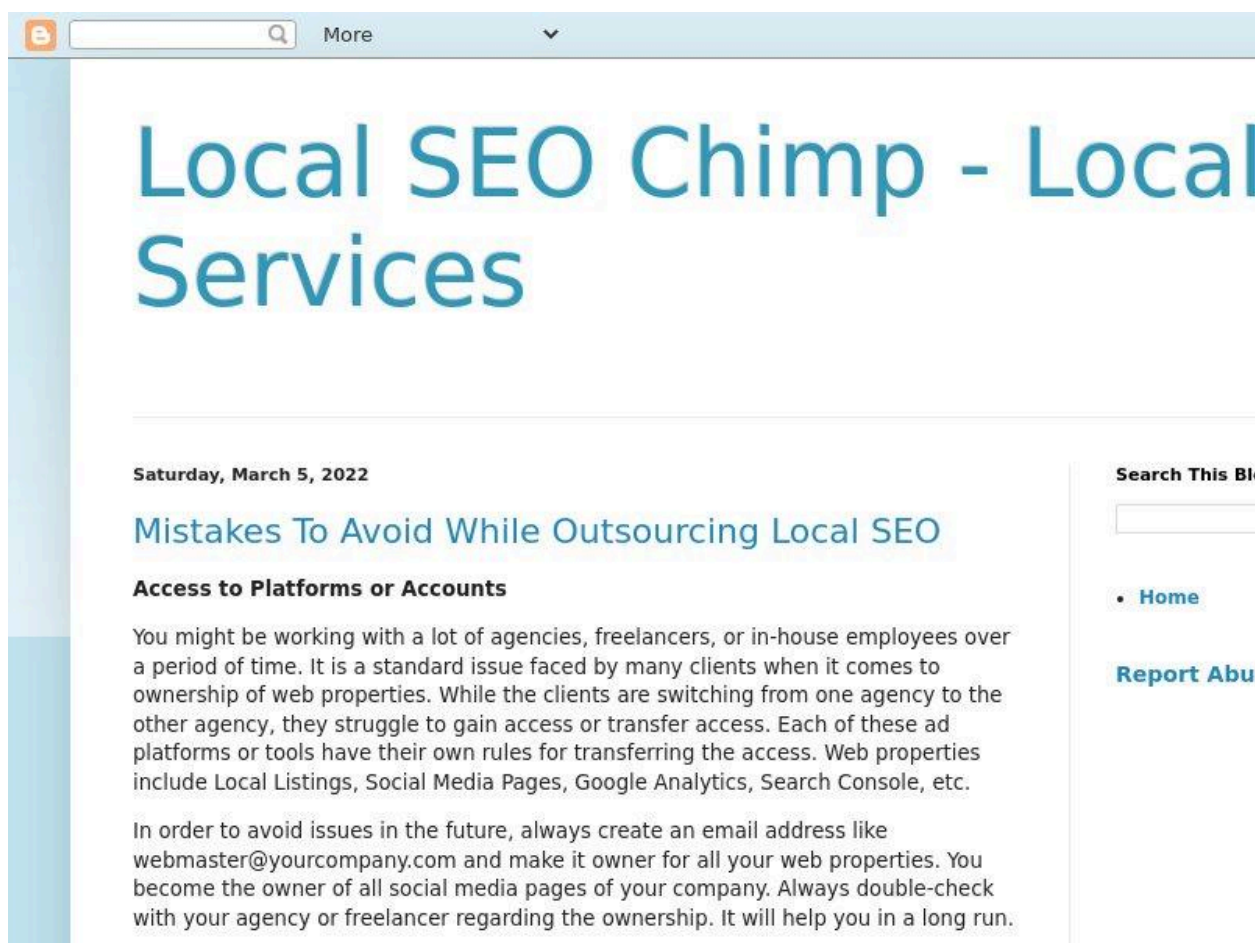 More
Local SEO Chimp - Local
Services
Saturday, March 5, 2022
Mistakes To Avoid While Outsourcing Local SEO
Access to Platforms or Accounts
You might be working with a lot of agencies, freelancers, or in-house employees over
a period of time. It is a standard issue faced by many clients when it comes to
ownership of web properties. While the clients are switching from one agency to the
other agency, they struggle to gain access or transfer access. Each of these ad
platforms or tools have their own rules for transferring the access. Web properties
include Local Listings, Social Media Pages, Google Analytics, Search Console, etc.
In order to avoid issues in the future, always create an email address like
webmaster@yourcompany.com and make it owner for all your web properties. You
become the owner of all social media pages of your company. Always double-check
with your agency or freelancer regarding the ownership. It will help you in a long run.
Search This Bl
Home
Report Abu